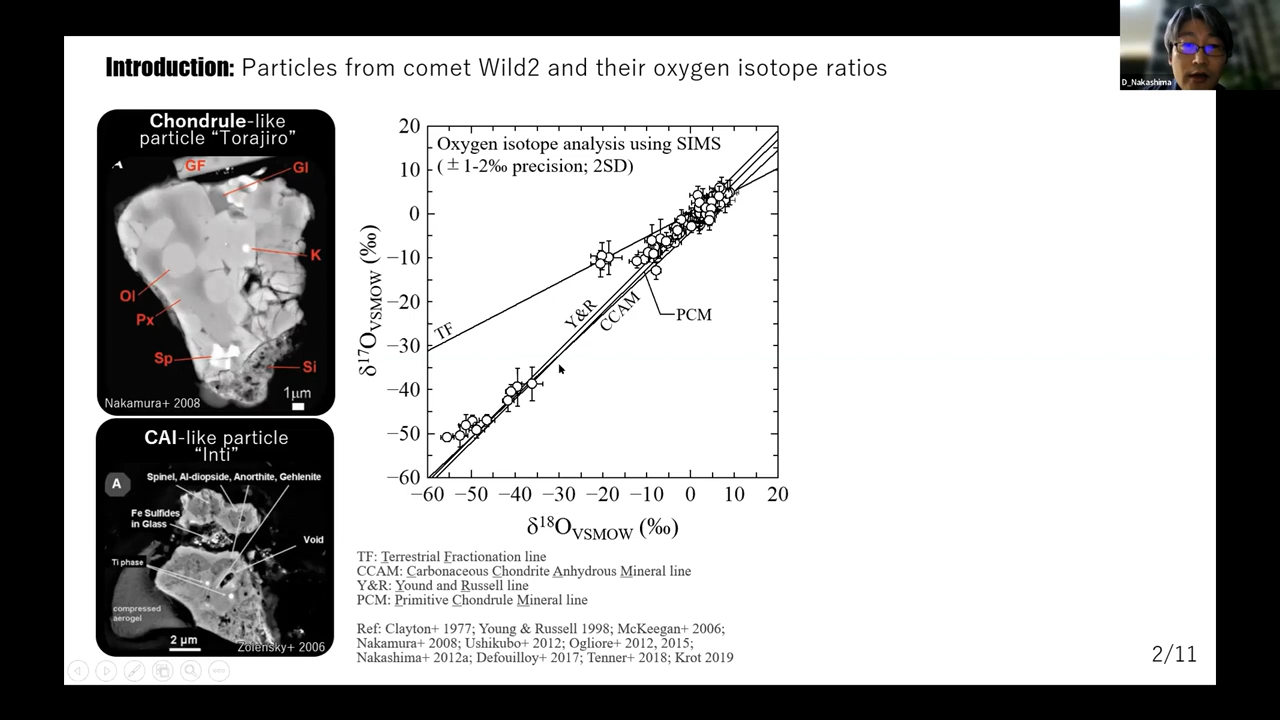 Introduction: Particles from comet Wild2 and their oxygen isotope ratios
D_Nakashima
Chondrule-like
particle “Torajiro”
A
GF
Gl
K
Ol
Px
Sp
Si
1μm
Nakamura+ 2008
CAI-like particle
“Inti”
A
Spinel, Al-diopside, Anorthite, Gehlenite
Fe Sulfides
in Glass
Void
Ti phase
compressed
aerogel
2 μm
Zolensky+ 2006
Oxygen isotope analysis using SIMS
(±1-2‰ precision; 2SD)
20
10
0
−10
−20
−30
−40
−50
−60
δ¹⁷OVSMOW (‰)
TF
Y&R
CCAM
PCM
−60 −50 −40 −30 −20 −10 0 10 20
δ¹⁸OVSMOW (‰)
TF: Terrestrial Fractionation line
CCAM: Carbonaceous Chondrite Anhydrous Mineral line
Y&R: Yound and Russell line
PCM: Primitive Chondrule Mineral line
Ref: Clayton+ 1977; Young & Russell 1998; McKeegan+ 2006;
Nakamura+ 2008; Ushikubo+ 2012; Ogliore+ 2012, 2015;
Nakashima+ 2012a; Defouilloy+ 2017; Tenner+ 2018; Krot 2019
2/11